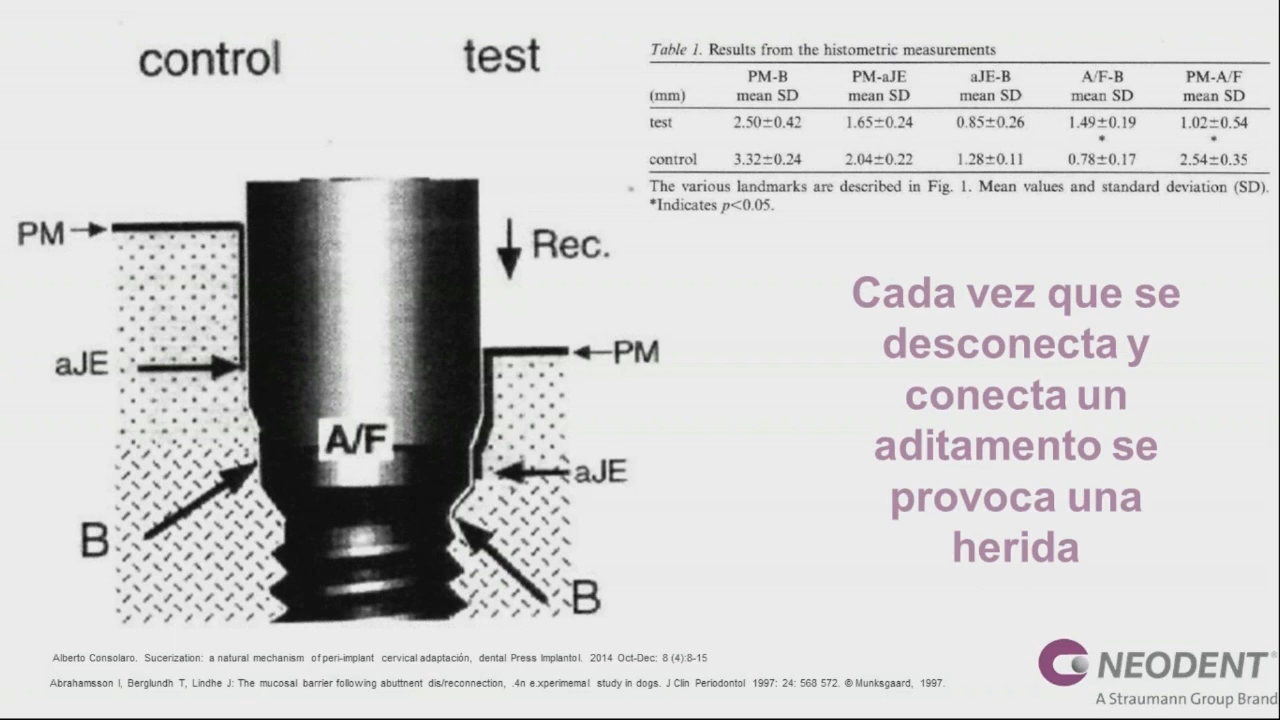 control test
Table 1. Results from the histometric measurements
PM-B PM-aJE aJE-B A/F-B PM-A/F
(mm) mean SD mean SD mean SD mean SD mean SD
test 2.50±0.42 1.65±0.24 0.85±0.26 1.49±0.19 1.02±0.54
* *
control 3.32±0.24 2.04±0.22 1.28±0.11 0.78±0.17 2.54±0.35
The various landmarks are described in Fig. 1. Mean values and standard deviation (SD).
*Indicates p<0.05.
PM
Rec.
PM
aJE
A/F
aJE
B
B
Cada vez que se
desconecta y
conecta un
aditamento se
provoca una
herida
Alberto Consolaro. Sucerization: a natural mechanism of peri-implant cervical adaptación, dental Press Implantol. 2014 Oct-Dec: 8 (4):8-15
Abrahamsson I, Berglundh T, Lindhe J: The mucosal barrier following abuttnent dis/reconnection, .4n e.xperimemal study in dogs. J Clin Periodontol 1997: 24: 568 572. © Munksgaard, 1997.
NEODENT®
A Straumann Group Brand